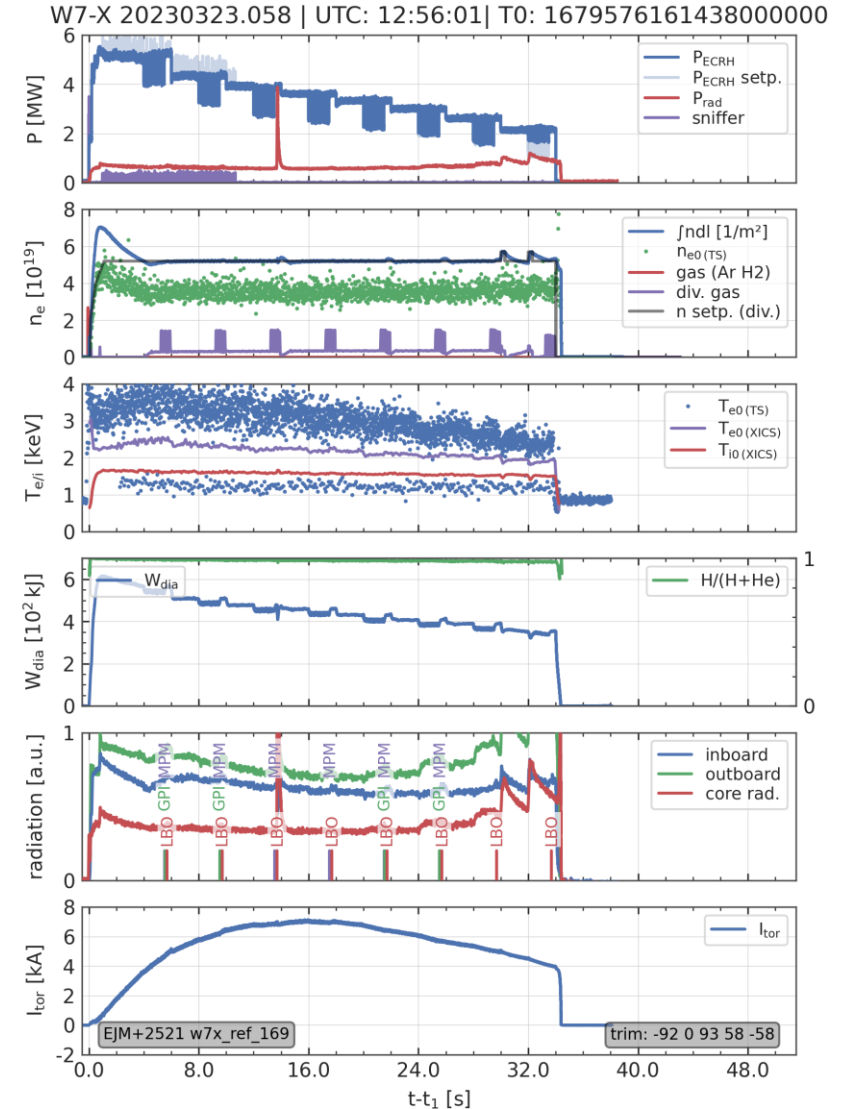 W7-X 20230323.058 | UTC: 12:56:01| T0: 1679576161438000000
P [MW]
6
4
2
0
P_ECRH
P_ECRH setp.
P_rad
sniffer
n_e [10^19]
8
6
4
2
0
∫ndl [1/m²]
n_e0 (TS)
gas (Ar H2)
div. gas
n setp. (div.)
T_e/i [keV]
4
3
2
1
0
T_e0 (TS)
T_e0 (XICS)
T_i0 (XICS)
W_dia [10² kJ]
6
4
2
0
W_dia
H/(H+He)
1
0
radiation [a.u.]
1
0
LBO GPI MPM
LBO GPI MPM
LBO MPM
LBO MPM
LBO GPI MPM
LBO GPI MPM
LBO
LBO
inboard
outboard
core rad.
I_tor [kA]
8
6
4
2
0
-2
I_tor
EJM+2521 w7x_ref_169
trim: -92 0 93 58 -58
0.0 8.0 16.0 24.0 32.0 40.0 48.0
t-t₁ [s]